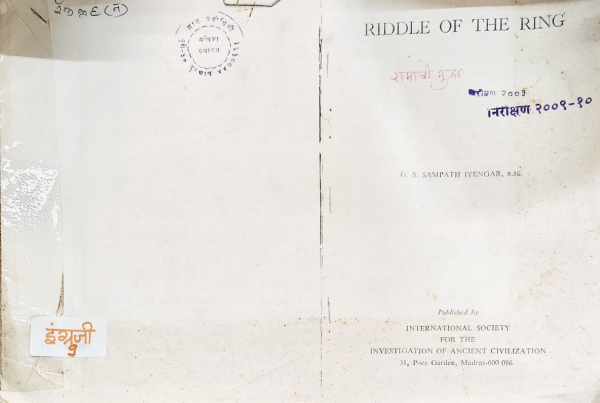 RIDDLE OF THE RING
निरीक्षण २००९-१०
G. S. SAMPATH IYENGAR, B.SC.
Published by
INTERNATIONAL SOCIETY
FOR THE
INVESTIGATION OF ANCIENT CIVILIZATION
31, Poes Garden, Madras-600 086
इंग्रजी
१